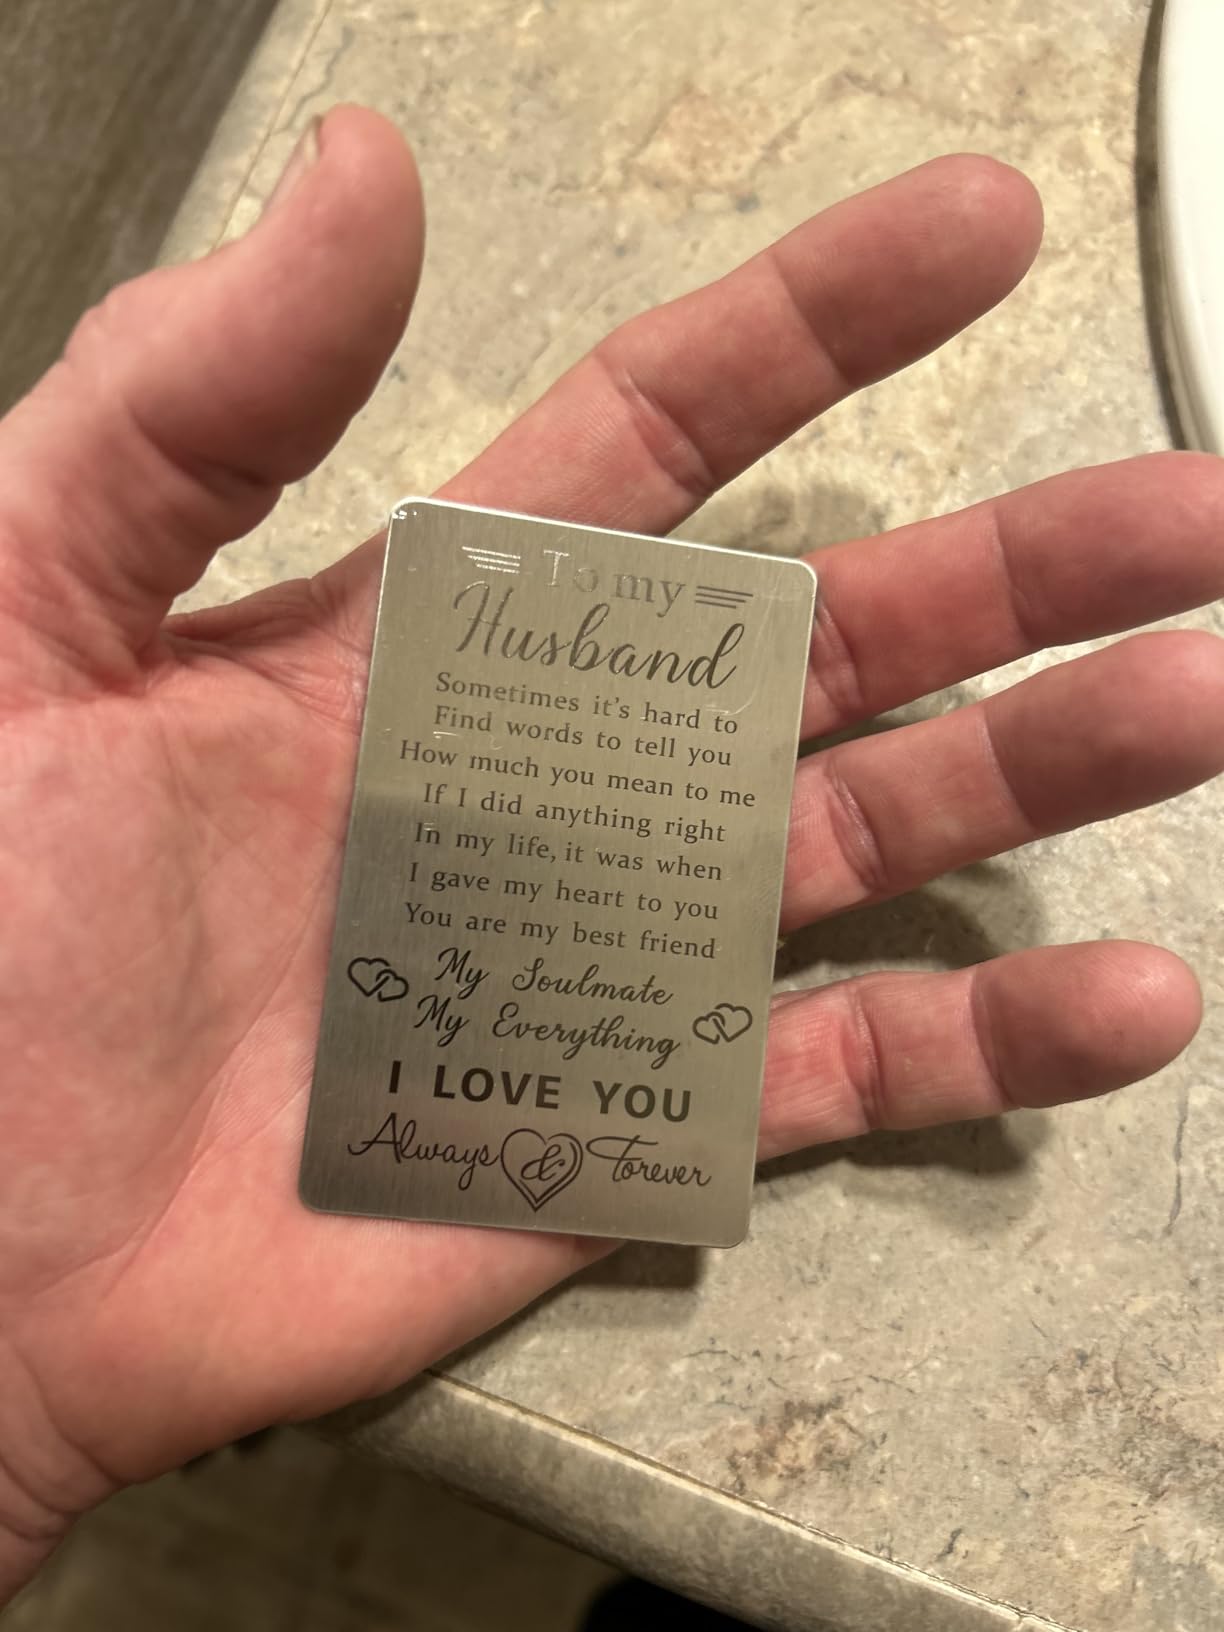 To my
Husband
Sometimes it's hard to
Find words to tell you
How much you mean to me
If I did anything right
In my life, it was when
I gave my heart to you
You are my best friend
My Soulmate
My Everything
I LOVE YOU
Always & Forever